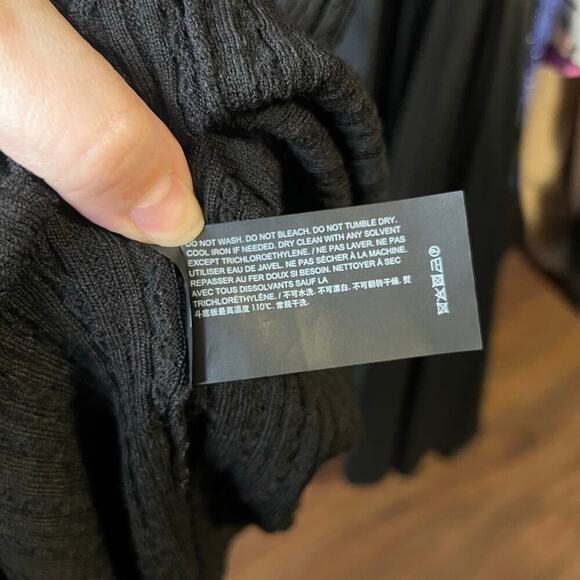 DO NOT WASH. DO NOT BLEACH. DO NOT TUMBLE DRY.
COOL IRON IF NEEDED. DRY CLEAN WITH ANY SOLVENT
EXCEPT TRICHLOROETHYLENE. / NE PAS LAVER. NE PAS
UTILISER EAU DE JAVEL. NE PAS SÈCHER À LA MACHINE.
REPASSER AU FER DOUX SI BESOIN. NETTOYER À SEC
AVEC TOUS DISSOLVANTS SAUF LA
TRICHLORÉTHYLÈNE. / 不可水洗. 不可漂白. 不可翻转干燥. 熨
斗底板最高温度 110℃. 常规干洗.